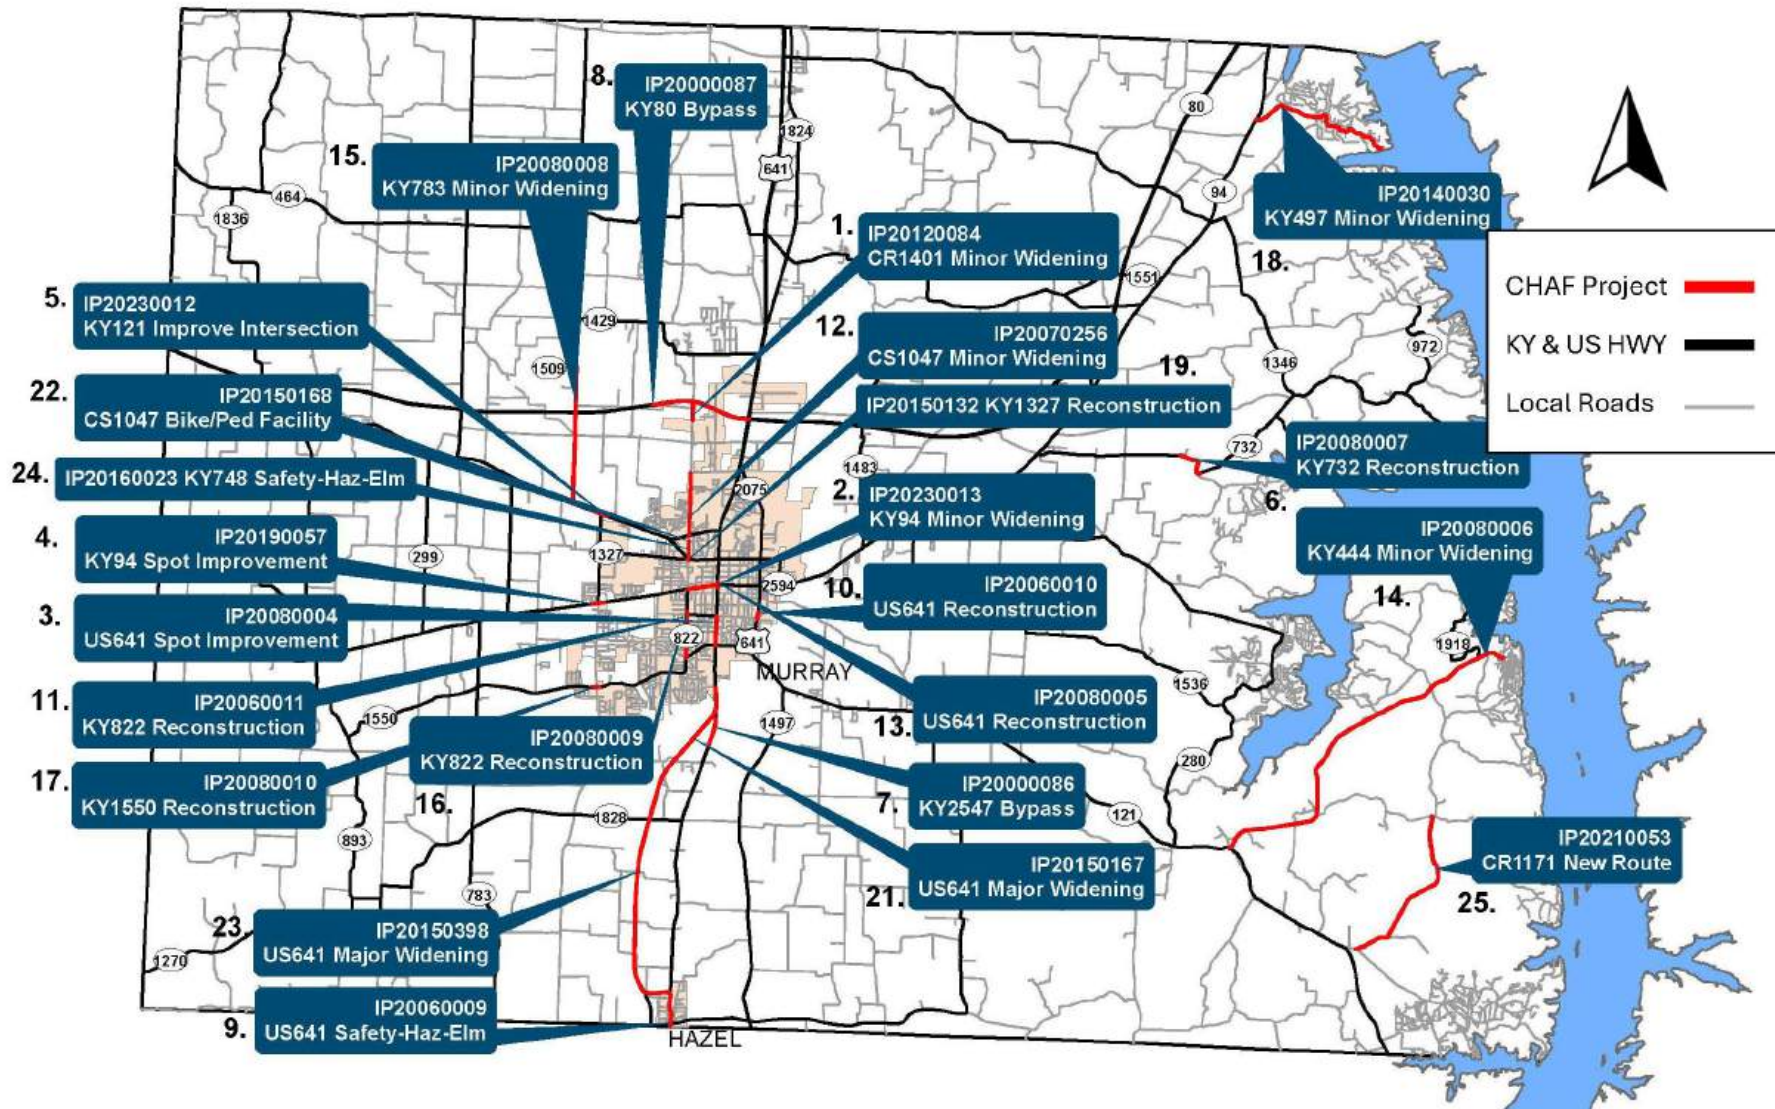 8.
IP20000087
KY80 Bypass
15.
IP20080008
KY783 Minor Widening
1824
641
80
464
1836
94
IP20140030
KY497 Minor Widening
18.
1.
IP20120084
CR1401 Minor Widening
1551
CHAF Project
KY & US HWY
Local Roads
5.
IP20230012
KY121 Improve Intersection
1429
12.
IP20070256
CS1047 Minor Widening
1509
19.
IP20150132 KY1327 Reconstruction
1346
972
22.
IP20150168
CS1047 Bike/Ped Facility
732
IP20080007
KY732 Reconstruction
6.
24.
IP20160023 KY748 Safety-Haz-Elm
1483
2075
2.
IP20230013
KY94 Minor Widening
IP20080006
KY444 Minor Widening
14.
4.
IP20190057
KY94 Spot Improvement
299
1327
2594
10.
IP20060010
US641 Reconstruction
3.
IP20080004
US641 Spot Improvement
822
641
MURRAY
1918
11.
IP20060011
KY822 Reconstruction
1550
1497
13.
IP20080005
US641 Reconstruction
1536
280
IP20080009
KY822 Reconstruction
16.
17.
IP20080010
KY1550 Reconstruction
7.
IP20000086
KY2547 Bypass
121
1828
893
783
21.
IP20150167
US641 Major Widening
IP20210053
CR1171 New Route
25.
23.
IP20150398
US641 Major Widening
1270
9.
IP20060009
US641 Safety-Haz-Elm
HAZEL